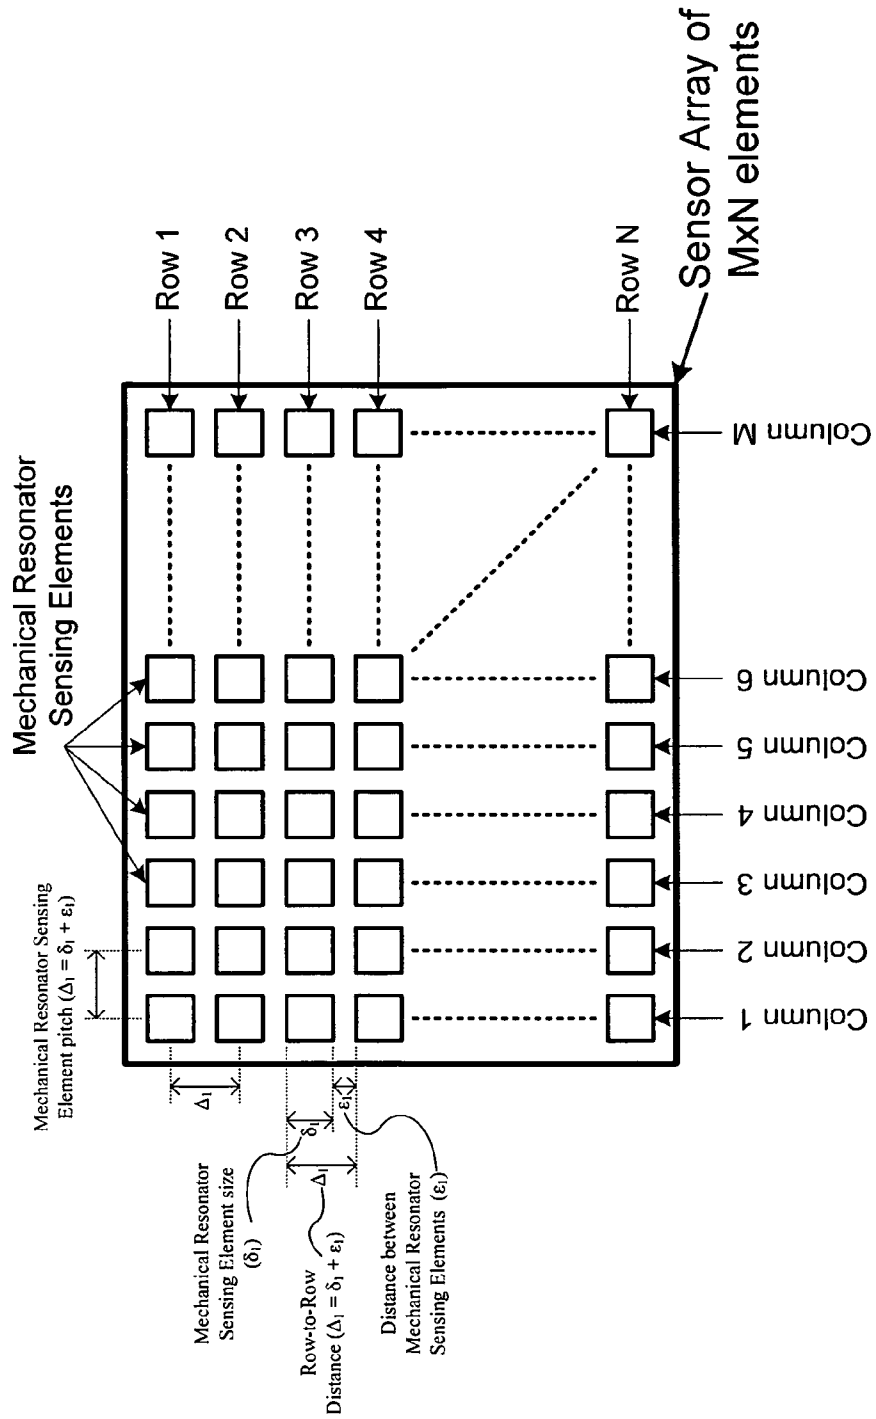 Mechanical Resonator
Sensing Elements
Mechanical Resonator Sensing
Element pitch (Δ₁ = δ₁ + ε₁)
Row 1
Row 2
Row 3
Row 4
Row N
Δ₁
δ₁
Δ₁
ε₁
Mechanical Resonator
Sensing Element size
(δ₁)
Row-to-Row
Distance (Δ₁ = δ₁ + ε₁)
Distance between
Mechanical Resonator
Sensing Elements (ε₁)
Column 1
Column 2
Column 3
Column 4
Column 5
Column 6
Column M
Sensor Array of
MxN elements